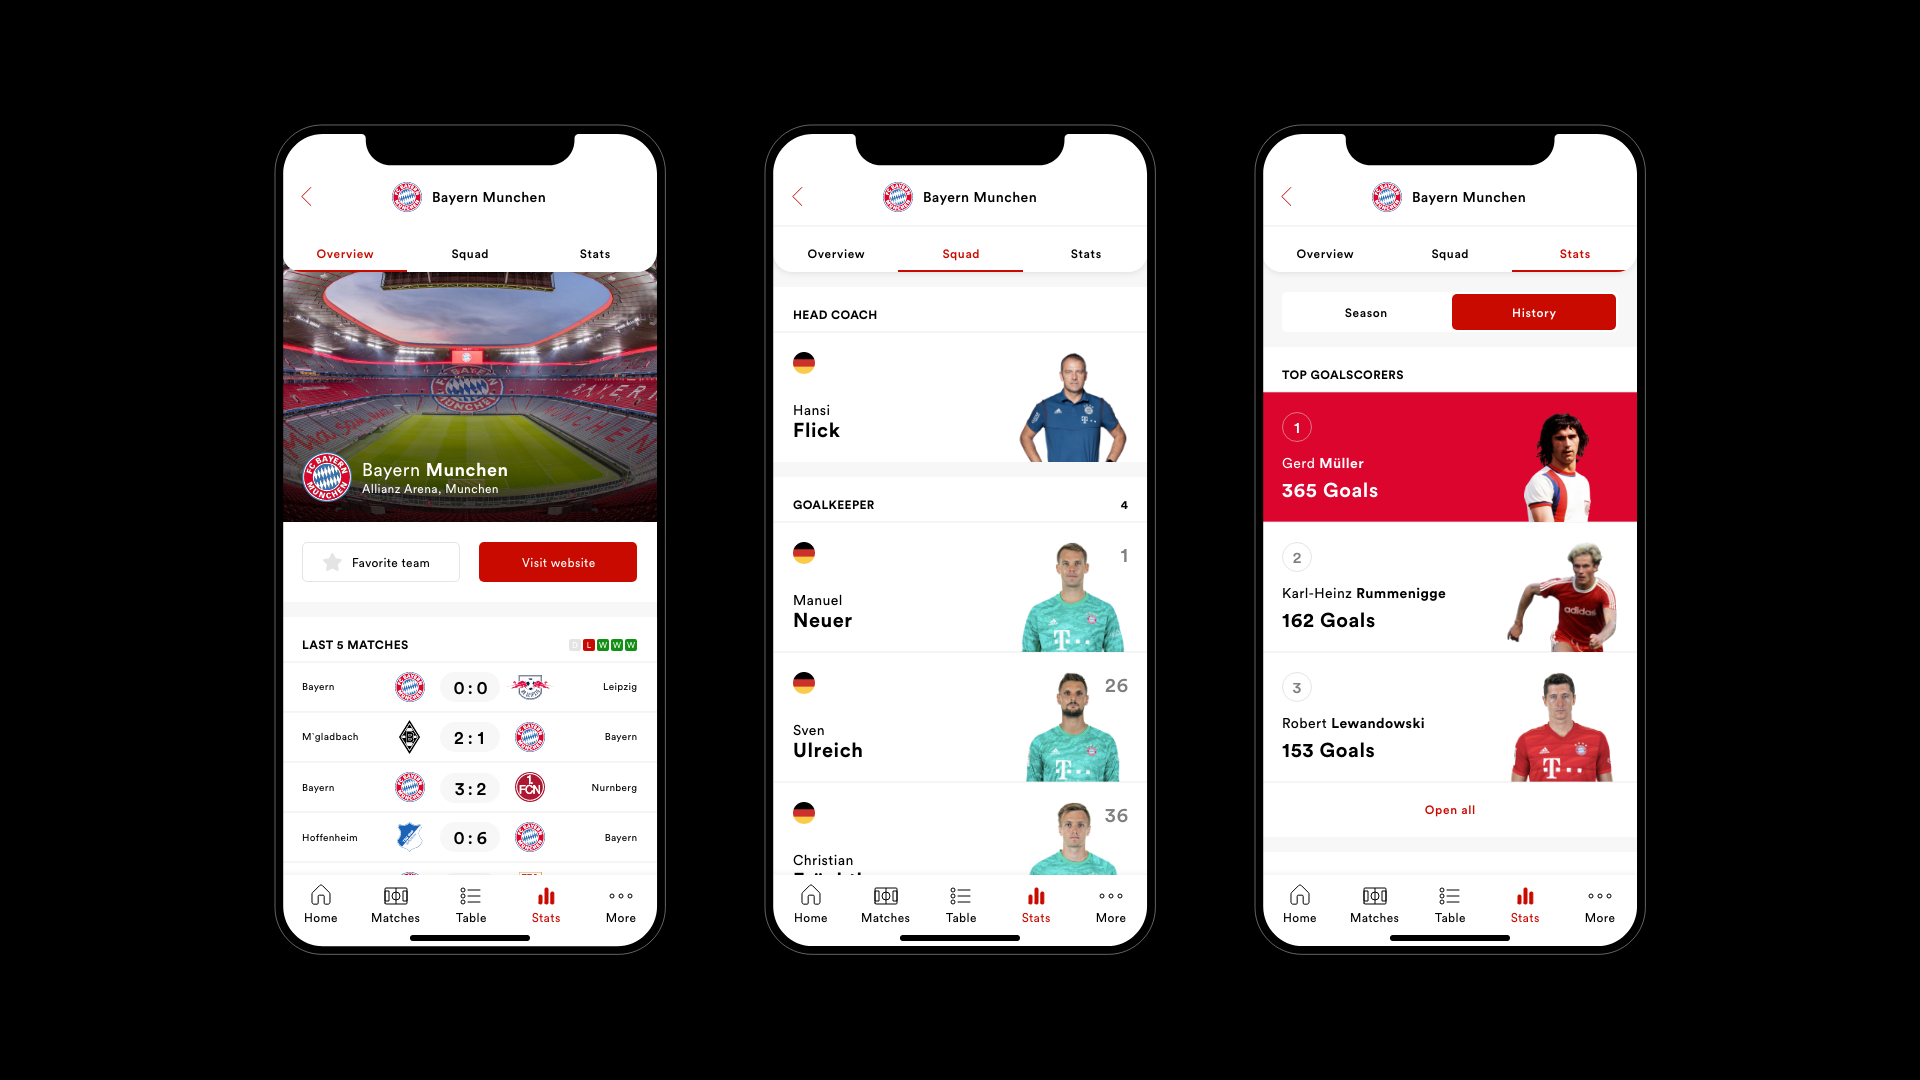 Bayern Munchen
Overview Squad Stats
FC BAYERN
MÜNCHEN
Bayern Munchen
Allianz Arena, Munchen
Favorite team Visit website
LAST 5 MATCHES L W W W
Bayern 0:0 Leipzig
M`gladbach 2:1 Bayern
Bayern 3:2 Nurnberg
Hoffenheim 0:6 Bayern
Home Matches Table Stats More
Bayern Munchen
Overview Squad Stats
HEAD COACH
Hansi
Flick
GOALKEEPER 4
1
Manuel
Neuer
26
Sven
Ulreich
36
Christian
Home Matches Table Stats More
Bayern Munchen
Overview Squad Stats
Season History
TOP GOALSCORERS
1
Gerd Müller
365 Goals
2
Karl-Heinz Rummenigge
162 Goals
adidas
3
Robert Lewandowski
153 Goals
Open all
Home Matches Table Stats More